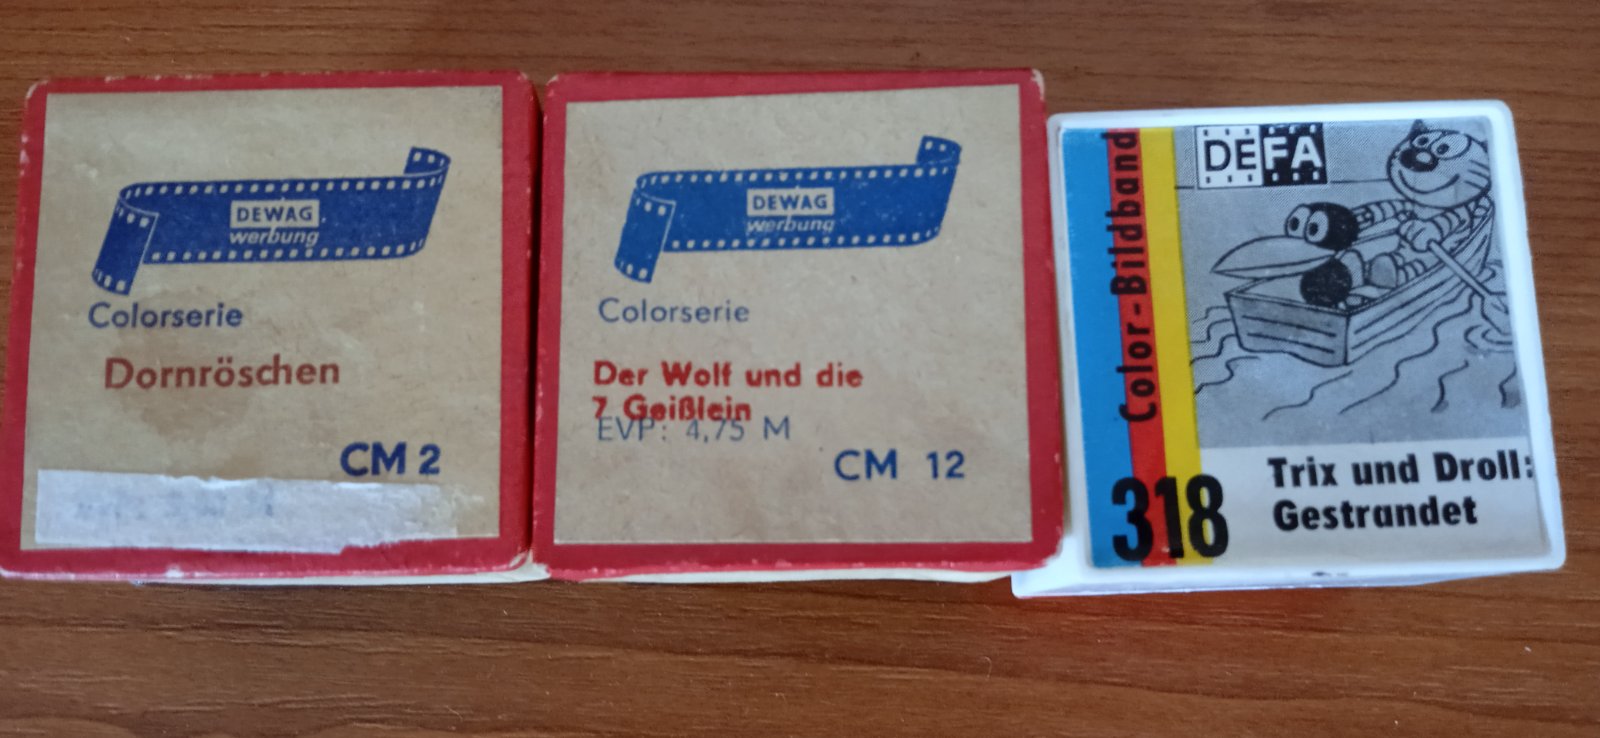 DEWAG
werbung
Colorserie
Dornröschen
CM 2
DEWAG
werbung
Colorserie
Der Wolf und die
7 Geißlein
EVP: 4,75 M
CM 12
Color-Bildband
DEFA
318
Trix und Droll:
Gestrandet